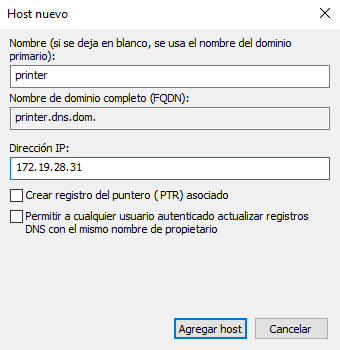 Host nuevo
Nombre (si se deja en blanco, se usa el nombre del dominio
primario):
printer
Nombre de dominio completo (FQDN):
printer.dns.dom.
Dirección IP:
172.19.28.31
Crear registro del puntero (PTR) asociado
Permitir a cualquier usuario autenticado actualizar registros
DNS con el mismo nombre de propietario
Agregar host
Cancelar